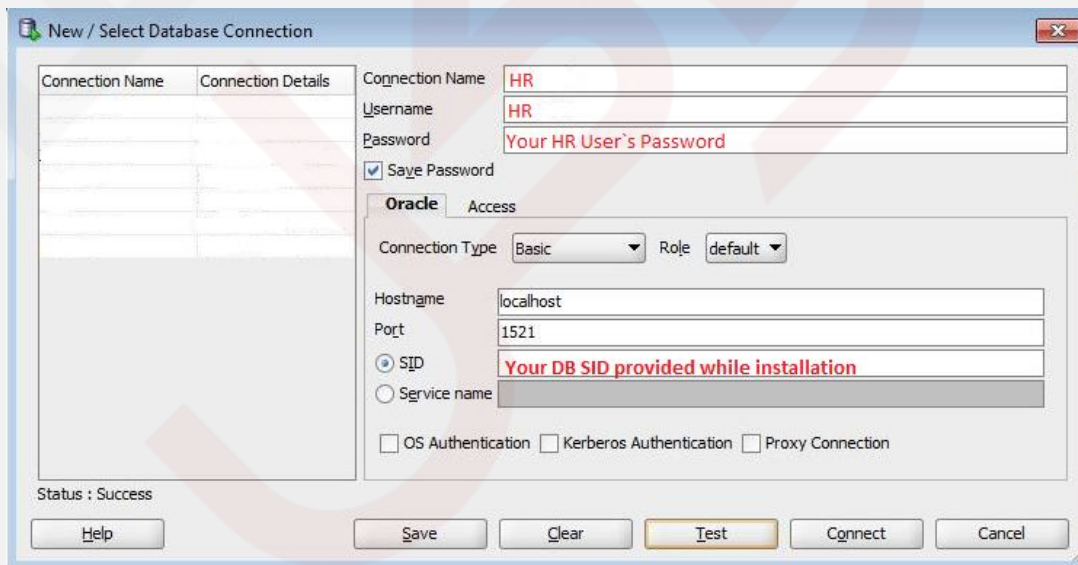 New / Select Database Connection
Connection Name Connection Details
Connection Name HR
Username HR
Password Your HR User`s Password
Save Password
Oracle Access
Connection Type Basic Role default
Hostname localhost
Port 1521
SID Your DB SID provided while installation
Service name
OS Authentication Kerberos Authentication Proxy Connection
Status : Success
Help Save Clear Test Connect Cancel